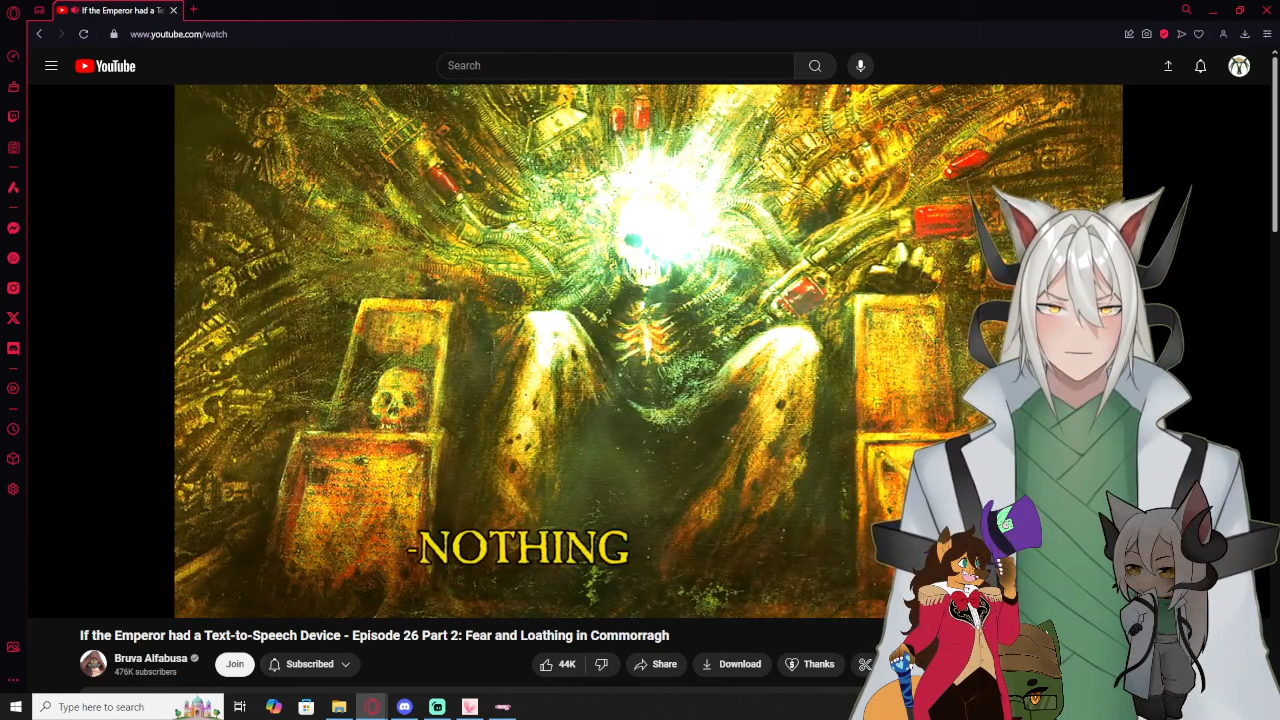 If the Emperor had a Te
www.youtube.com/watch
YouTube
Search
-NOTHING
If the Emperor had a Text-to-Speech Device - Episode 26 Part 2: Fear and Loathing in Commorragh
Bruva Alfabusa
476K subscribers
Join
Subscribed
44K
Share
Download
Thanks
Type here to search